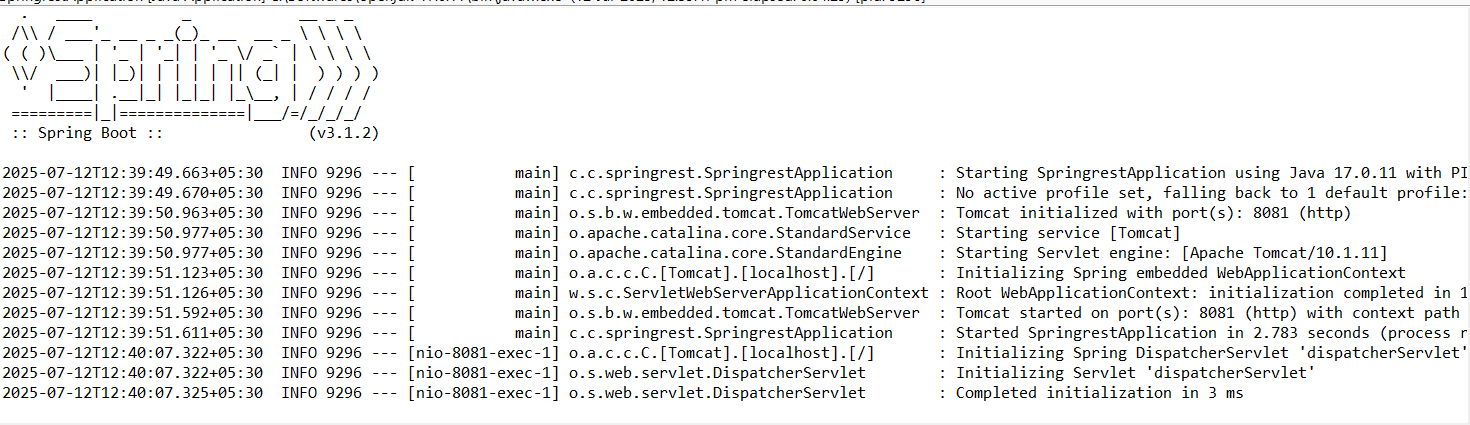 .   ____          _            __ _ _
 /\\ / ___'_ __ _ _(_)_ __  __ _ \ \ \ \
( ( )\___ | '_ | '_| | '_ \/ _` | \ \ \ \
 \\/  ___)| |_)| | | | | || (_| |  ) ) ) )
  '  |____| .__|_| |_|_| |_\__, | / / / /
 =========|_|==============|___/=/_/_/_/
 :: Spring Boot ::                (v3.1.2)
2025-07-12T12:39:49.663+05:30  INFO 9296 --- [           main] c.c.springrest.SpringrestApplication     : Starting SpringrestApplication using Java 17.0.11 with PI
2025-07-12T12:39:49.670+05:30  INFO 9296 --- [           main] c.c.springrest.SpringrestApplication     : No active profile set, falling back to 1 default profile:
2025-07-12T12:39:50.963+05:30  INFO 9296 --- [           main] o.s.b.w.embedded.tomcat.TomcatWebServer  : Tomcat initialized with port(s): 8081 (http)
2025-07-12T12:39:50.977+05:30  INFO 9296 --- [           main] o.apache.catalina.core.StandardService   : Starting service [Tomcat]
2025-07-12T12:39:50.977+05:30  INFO 9296 --- [           main] o.apache.catalina.core.StandardEngine    : Starting Servlet engine: [Apache Tomcat/10.1.11]
2025-07-12T12:39:51.123+05:30  INFO 9296 --- [           main] o.a.c.c.C.[Tomcat].[localhost].[/]       : Initializing Spring embedded WebApplicationContext
2025-07-12T12:39:51.126+05:30  INFO 9296 --- [           main] w.s.c.ServletWebServerApplicationContext : Root WebApplicationContext: initialization completed in 1
2025-07-12T12:39:51.592+05:30  INFO 9296 --- [           main] o.s.b.w.embedded.tomcat.TomcatWebServer  : Tomcat started on port(s): 8081 (http) with context path
2025-07-12T12:39:51.611+05:30  INFO 9296 --- [           main] c.c.springrest.SpringrestApplication     : Started SpringrestApplication in 2.783 seconds (process r
2025-07-12T12:40:07.322+05:30  INFO 9296 --- [nio-8081-exec-1] o.a.c.c.C.[Tomcat].[localhost].[/]       : Initializing Spring DispatcherServlet 'dispatcherServlet'
2025-07-12T12:40:07.322+05:30  INFO 9296 --- [nio-8081-exec-1] o.s.web.servlet.DispatcherServlet        : Initializing Servlet 'dispatcherServlet'
2025-07-12T12:40:07.325+05:30  INFO 9296 --- [nio-8081-exec-1] o.s.web.servlet.DispatcherServlet        : Completed initialization in 3 ms